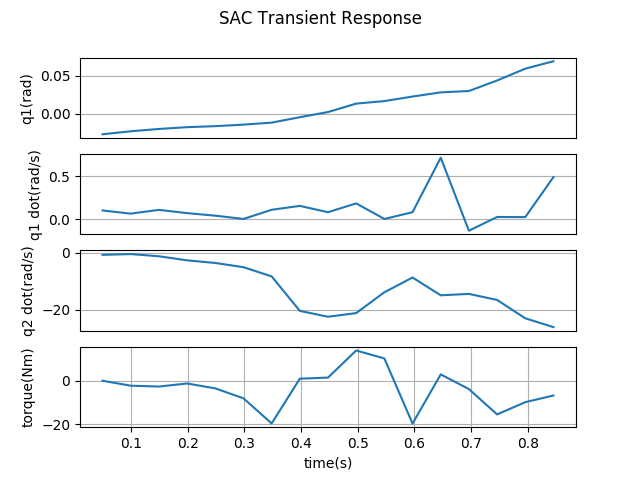 SAC Transient Response
q1(rad)
0.05
0.00
q1 dot(rad/s)
0.5
0.0
q2 dot(rad/s)
0
−20
torque(Nm)
0
−20
0.1 0.2 0.3 0.4 0.5 0.6 0.7 0.8
time(s)